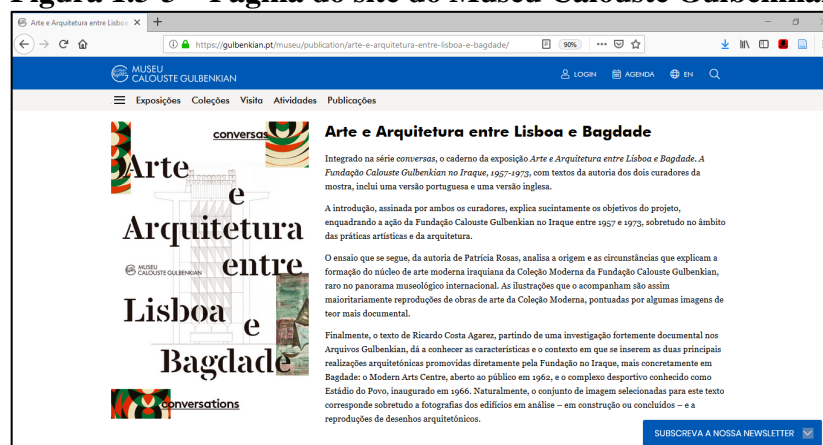 Arte e Arquitetura entre Lisboa
https://gulbenkian.pt/museu/publication/arte-e-arquitetura-entre-lisboa-e-bagdade/
90%
MUSEU
CALOUSTE GULBENKIAN
LOGIN
AGENDA
EN
Exposições Coleções Visita Atividades Publicações
conversas
Arte
e
Arquitetura
MUSEU
CALOUSTE GULBENKIAN
entre
Lisboa
e
Bagdade
conversations
Arte e Arquitetura entre Lisboa e Bagdade
Integrado na série conversas, o caderno da exposição Arte e Arquitetura entre Lisboa e Bagdade. A
Fundação Calouste Gulbenkian no Iraque, 1957-1973, com textos da autoria dos dois curadores da
mostra, inclui uma versão portuguesa e uma versão inglesa.
A introdução, assinada por ambos os curadores, explica sucintamente os objetivos do projeto,
enquadrando a ação da Fundação Calouste Gulbenkian no Iraque entre 1957 e 1973, sobretudo no âmbito
das práticas artísticas e da arquitetura.
O ensaio que se segue, da autoria de Patrícia Rosas, analisa a origem e as circunstâncias que explicam a
formação do núcleo de arte moderna iraquiana da Coleção Moderna da Fundação Calouste Gulbenkian,
raro no panorama museológico internacional. As ilustrações que o acompanham são assim
maioritariamente reproduções de obras de arte da Coleção Moderna, pontuadas por algumas imagens de
teor mais documental.
Finalmente, o texto de Ricardo Costa Agarez, partindo de uma investigação fortemente documental nos
Arquivos Gulbenkian, dá a conhecer as características e o contexto em que se inserem as duas principais
realizações arquitetónicas promovidas diretamente pela Fundação no Iraque, mais concretamente em
Bagdade: o Modern Arts Centre, aberto ao público em 1962, e o complexo desportivo conhecido como
Estádio do Povo, inaugurado em 1966. Naturalmente, o conjunto de imagem selecionadas para este texto
corresponde sobretudo a fotografias dos edifícios em análise – em construção ou concluídos – e a
reproduções de desenhos arquitetónicos.
SUBSCREVA A NOSSA NEWSLETTER